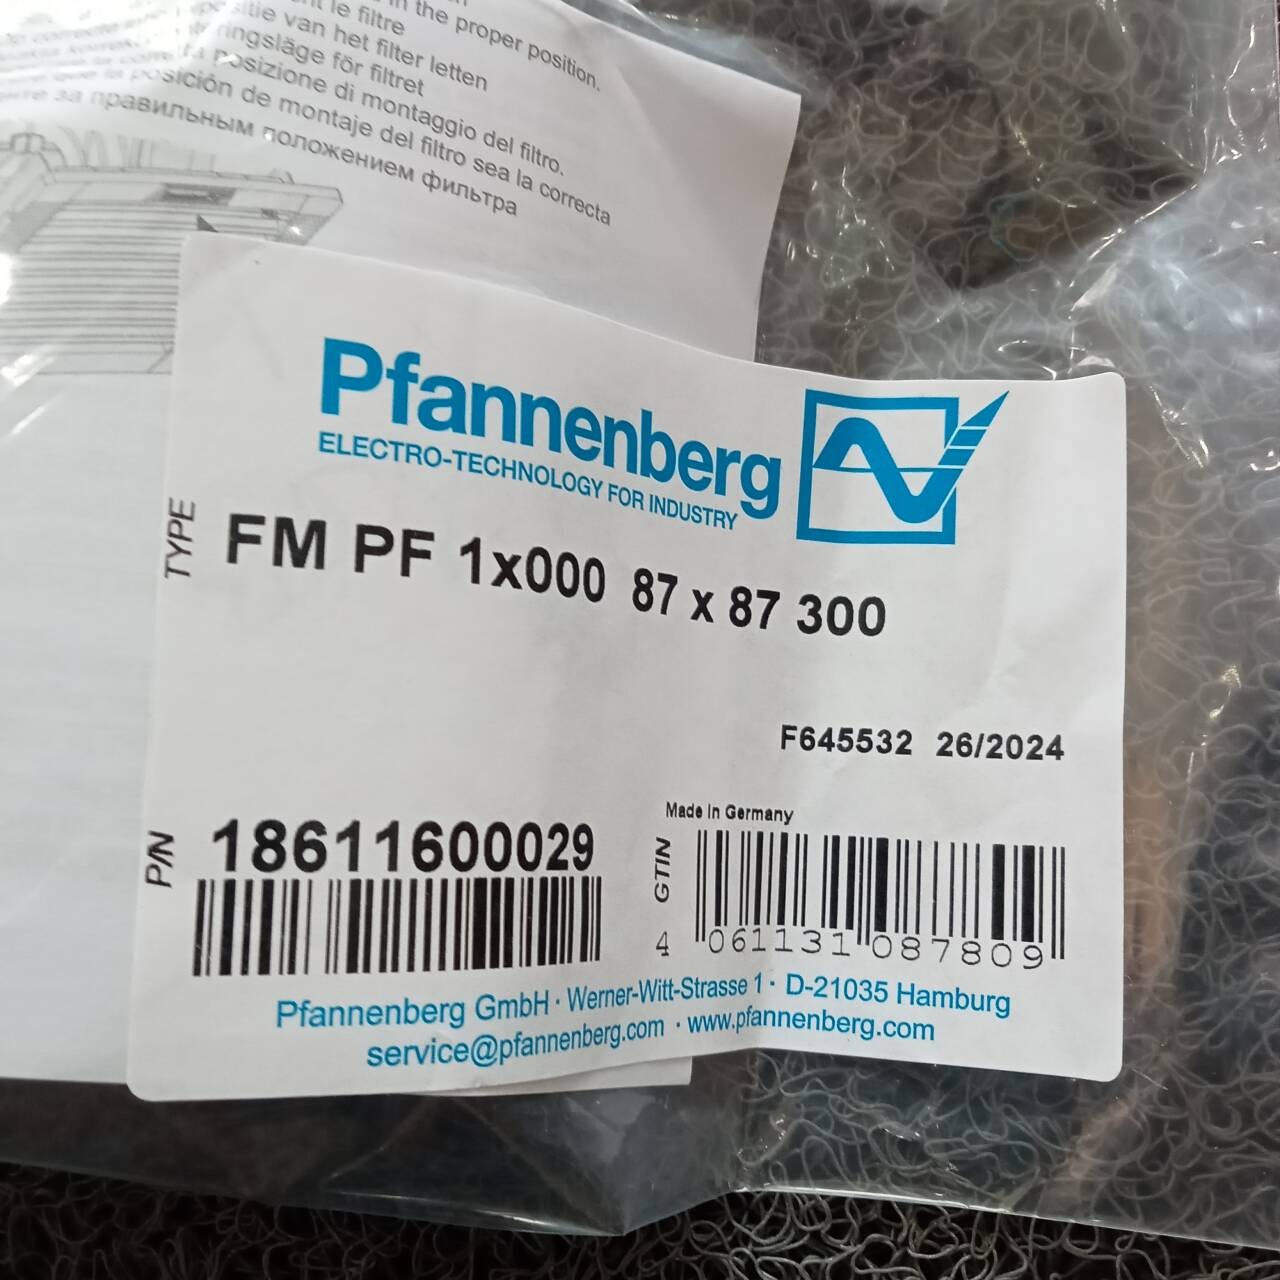 in the proper position.
le filtre
itie van het filter letten
ringsläge för filtret
posizione di montaggio del filtro.
posición de montaje del filtro sea la correcta
за правильным положением фильтра
Pfannenberg
ELECTRO-TECHNOLOGY FOR INDUSTRY
TYPE
FM PF 1x000 87 x 87 300
F645532 26/2024
Made in Germany
P/N
18611600029
GTIN
4 061131 087809
Pfannenberg GmbH · Werner-Witt-Strasse 1 · D-21035 Hamburg
service@pfannenberg.com · www.pfannenberg.com